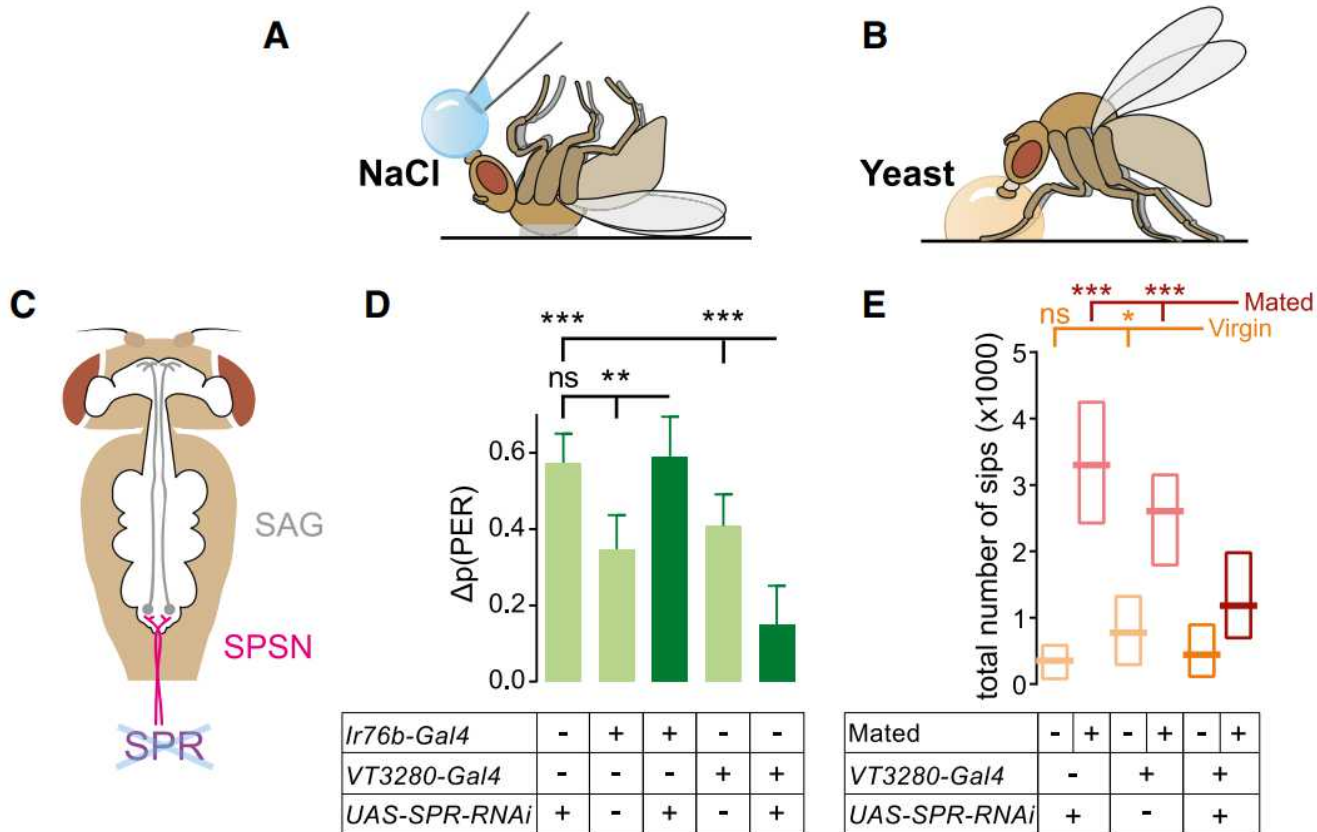 A
B
NaCl
Yeast
C
D
E
*** ***
*** *** Mated
ns * Virgin
ns **
SAG
SPSN
SPR
Δp(PER)
0.6
0.4
0.2
0.0
total number of sips (x1000)
5
4
3
2
1
0
Ir76b-Gal4 - + + - -
VT3280-Gal4 - - - + +
UAS-SPR-RNAi + - + - +
Mated - + - + - +
VT3280-Gal4 - + +
UAS-SPR-RNAi + - +